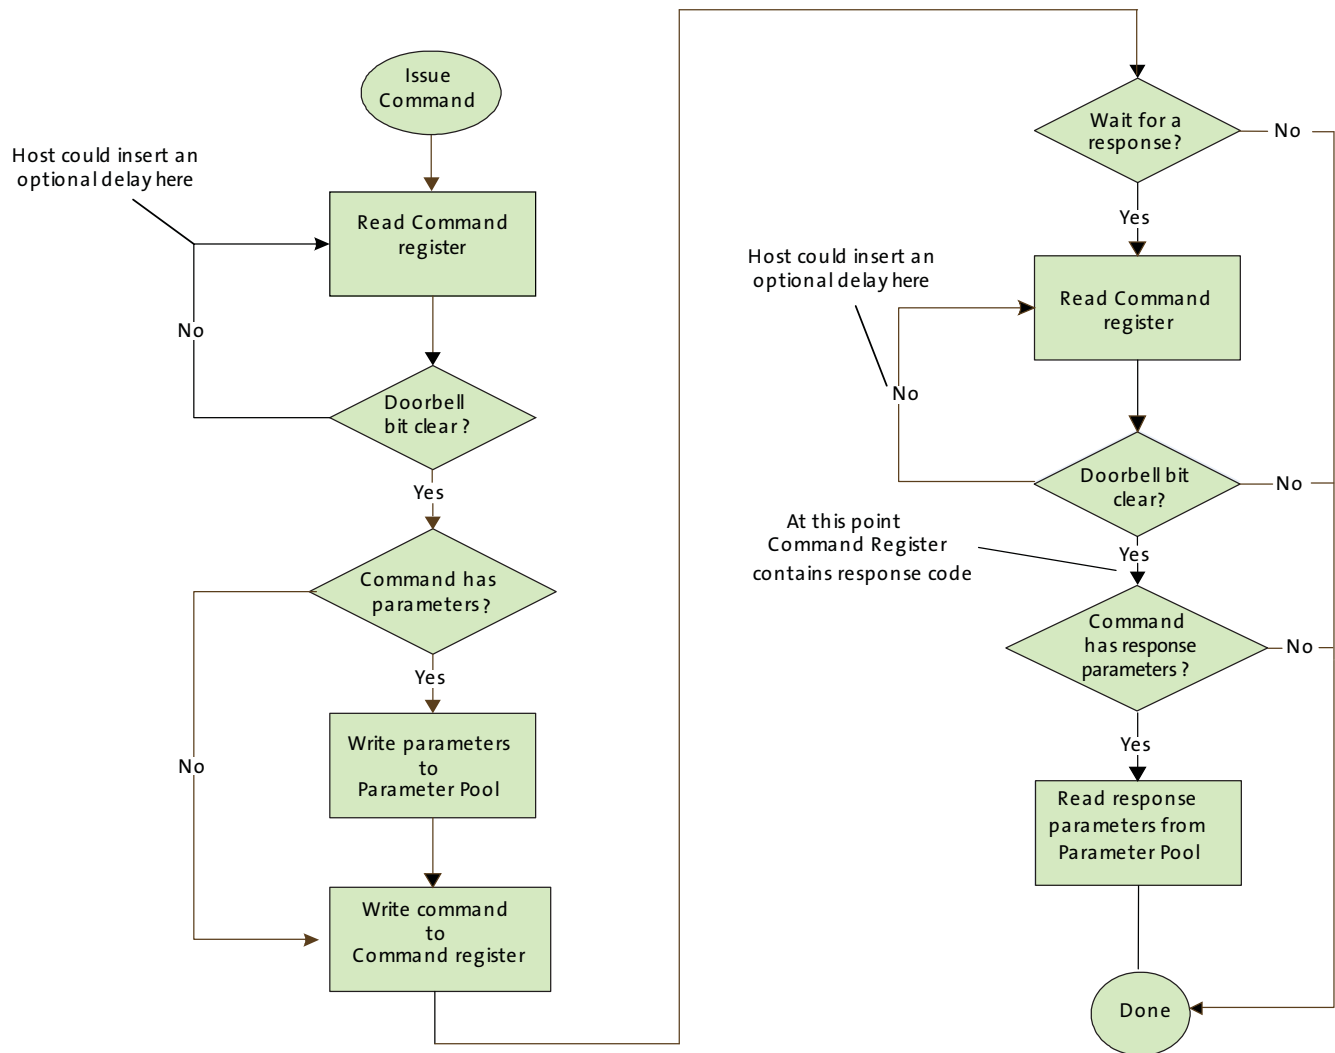 Issue
Command
Host could insert an
optional delay here
Read Command
register
No
Doorbell
bit clear ?
Yes
Command has
parameters ?
Yes
No
Write parameters
to
Parameter Pool
Write command
to
Command register
Wait for a
response?
No
Yes
Host could insert an
optional delay here
Read Command
register
No
Doorbell bit
clear?
No
At this point
Command Register
contains response code
Yes
Command
has response
parameters ?
No
Yes
Read response
parameters from
Parameter Pool
Done